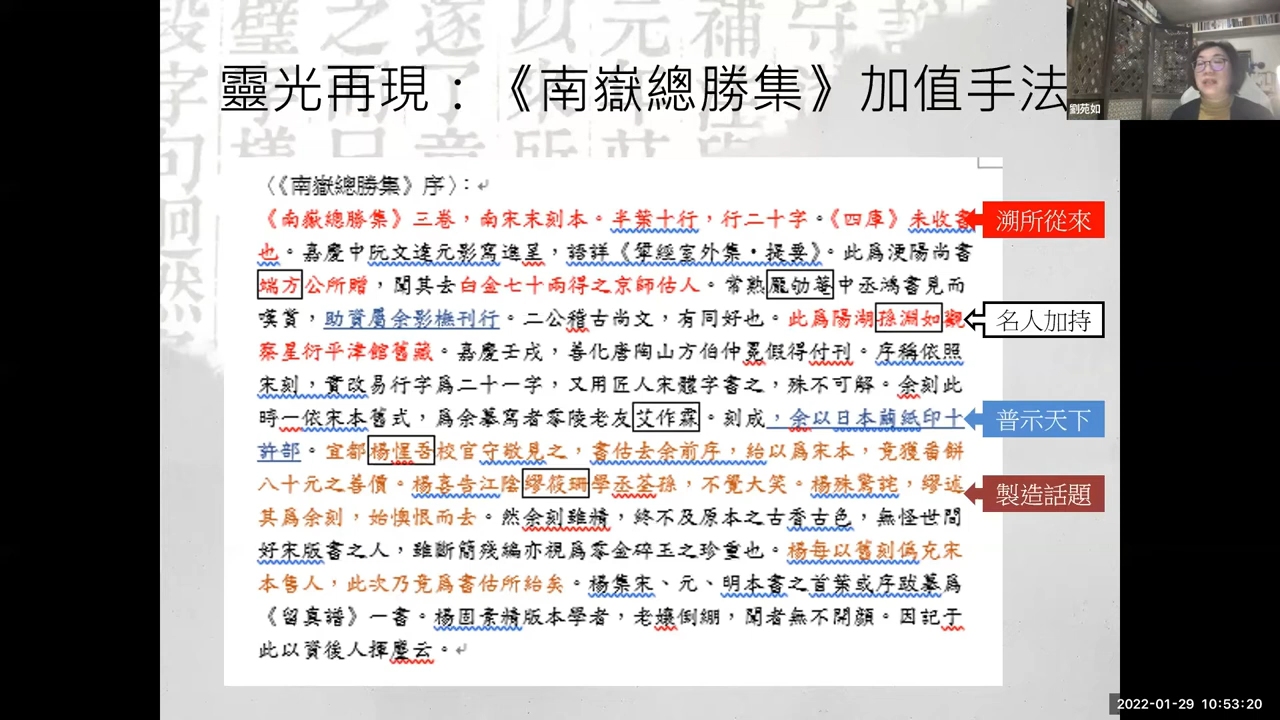 靈光再現：《南嶽總勝集》加值手法
劉苑如
〈《南嶽總勝集》序〉：
《南嶽總勝集》三卷，南宋末刻本。半葉十行，行二十字。《四庫》未收書
也。嘉慶中阮文達元影寫進呈，語詳《揅經室外集・提要》。此為浭陽尚書
端方公所贈，聞其去白金七十兩得之京師估人。常熟龐劬菴中丞鴻書見而
嘆賞，助資屬余影橅刊行。二公稽古尚文，有同好也。此為陽湖孫淵如觀
察星衍平津館舊藏。嘉慶壬戌，善化唐陶山方伯仲冕假得付刊。序稱依照
宋刻，實改易行字為二十一字，又用匠人宋體字書之，殊不可解。余刻此
時一依宋本舊式，為余摹寫者零陵老友艾作霖。刻成，余以日本繭紙印十
許部。宜都楊惺吾校官守敬見之，書估去余前序，紿以為宋本，竟獲番餅
八十元之善價。楊喜告江陰繆筱珊學丞荃孫，不覺大笑。楊殊驚詫，繆述
其為余刻，始懊恨而去。然余刻雖精，終不及原本之古香古色，無怪世間
好宋版書之人，雖斷簡殘編亦視為零金碎玉之珍重也。楊每以舊刻偽充宋
本售人，此次乃竟為書估所紿矣。楊集宋、元、明本書之首葉或序跋摹為
《留真譜》一書。楊固素精版本學者，老孃倒繃，聞者無不開顏。因記于
此以資後人揮麈云。
溯所從來
名人加持
普示天下
製造話題
2022-01-29 10:53:20